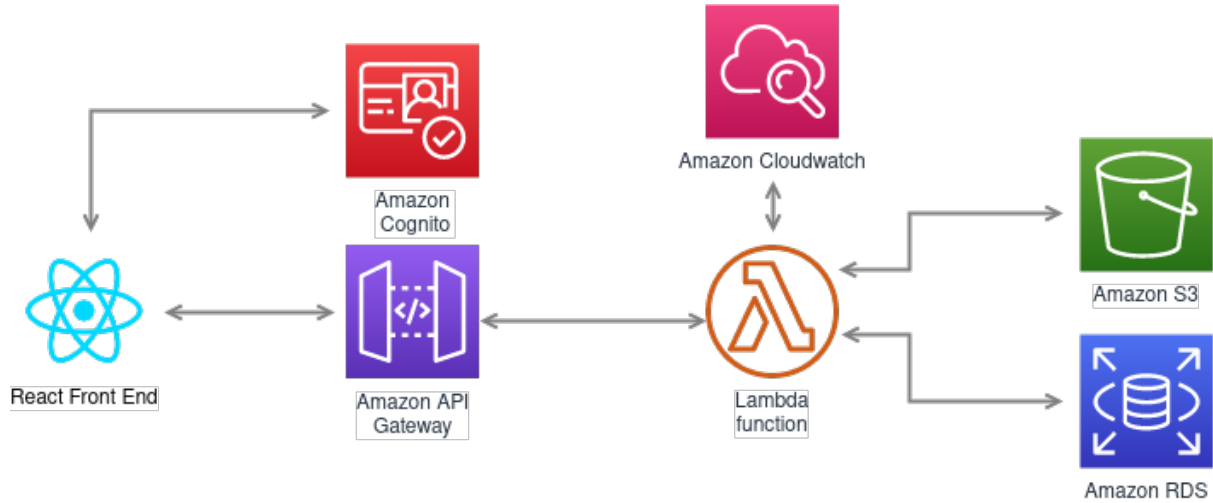 Amazon
Cognito
Amazon Cloudwatch
</>
React Front End
Amazon API
Gateway
Lambda
function
Amazon S3
Amazon RDS